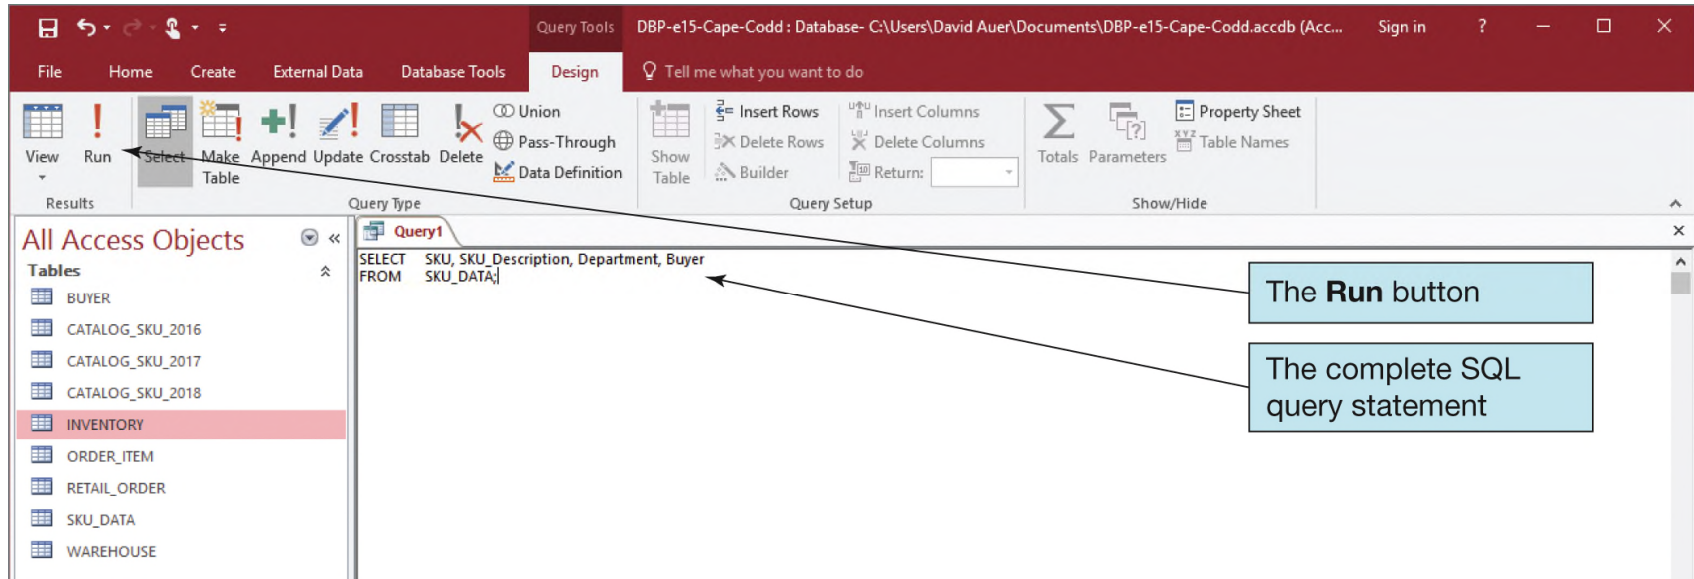 Query Tools
DBP-e15-Cape-Codd : Database- C:\Users\David Auer\Documents\DBP-e15-Cape-Codd.accdb (Acc...
Sign in
?
File
Home
Create
External Data
Database Tools
Design
Tell me what you want to do
View
Run
Select
Make Table
Append
Update
Crosstab
Delete
Union
Pass-Through
Data Definition
Show Table
Insert Rows
Delete Rows
Builder
Insert Columns
Delete Columns
Return:
Totals
Parameters
Property Sheet
Table Names
Results
Query Type
Query Setup
Show/Hide
All Access Objects
Tables
BUYER
CATALOG_SKU_2016
CATALOG_SKU_2017
CATALOG_SKU_2018
INVENTORY
ORDER_ITEM
RETAIL_ORDER
SKU_DATA
WAREHOUSE
Query1
SELECT SKU, SKU_Description, Department, Buyer
FROM SKU_DATA;
The Run button
The complete SQL
query statement